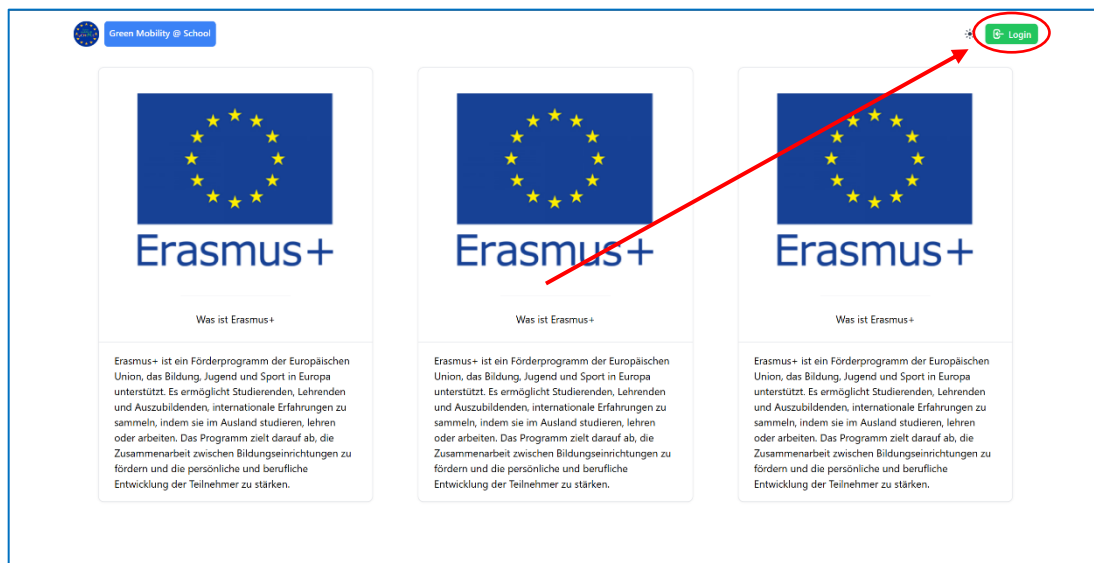 Green Mobility @ School
Login
Erasmus+
Was ist Erasmus+
Erasmus+ ist ein Förderprogramm der Europäischen
Union, das Bildung, Jugend und Sport in Europa
unterstützt. Es ermöglicht Studierenden, Lehrenden
und Auszubildenden, internationale Erfahrungen zu
sammeln, indem sie im Ausland studieren, lehren
oder arbeiten. Das Programm zielt darauf ab, die
Zusammenarbeit zwischen Bildungseinrichtungen zu
fördern und die persönliche und berufliche
Entwicklung der Teilnehmer zu stärken.
Erasmus+
Was ist Erasmus+
Erasmus+ ist ein Förderprogramm der Europäischen
Union, das Bildung, Jugend und Sport in Europa
unterstützt. Es ermöglicht Studierenden, Lehrenden
und Auszubildenden, internationale Erfahrungen zu
sammeln, indem sie im Ausland studieren, lehren
oder arbeiten. Das Programm zielt darauf ab, die
Zusammenarbeit zwischen Bildungseinrichtungen zu
fördern und die persönliche und berufliche
Entwicklung der Teilnehmer zu stärken.
Erasmus+
Was ist Erasmus+
Erasmus+ ist ein Förderprogramm der Europäischen
Union, das Bildung, Jugend und Sport in Europa
unterstützt. Es ermöglicht Studierenden, Lehrenden
und Auszubildenden, internationale Erfahrungen zu
sammeln, indem sie im Ausland studieren, lehren
oder arbeiten. Das Programm zielt darauf ab, die
Zusammenarbeit zwischen Bildungseinrichtungen zu
fördern und die persönliche und berufliche
Entwicklung der Teilnehmer zu stärken.